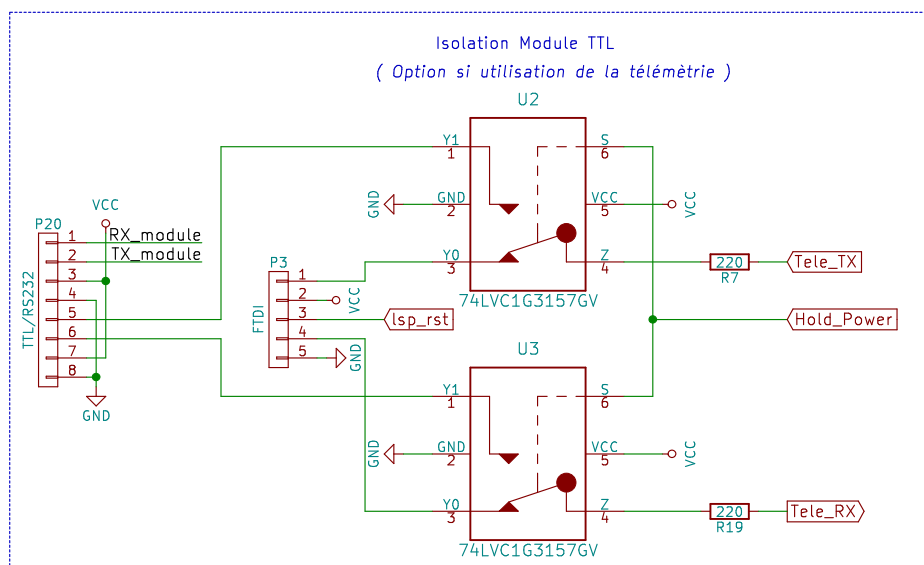 Isolation Module TTL
( Option si utilisation de la télémètrie )
U2
Y1
1
S
6
GND
GND
2
VCC
5
VCC
Y0
3
Z
4
74LVC1G3157GV
220
R7
Tele_TX
VCC
P20
TTL/RS232
1
RX_module
2
TX_module
3
4
5
6
7
8
GND
P3
FTDI
1
2
VCC
3
lsp_rst
4
5
GND
Hold_Power
U3
Y1
1
S
6
GND
GND
2
VCC
5
VCC
Y0
3
Z
4
74LVC1G3157GV
220
R19
Tele_RX